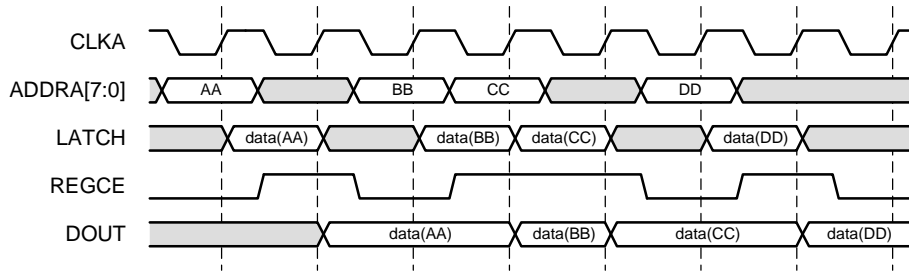 CLKA
ADDRA[7:0] AA BB CC DD
LATCH data(AA) data(BB) data(CC) data(DD)
REGCE
DOUT data(AA) data(BB) data(CC) data(DD)